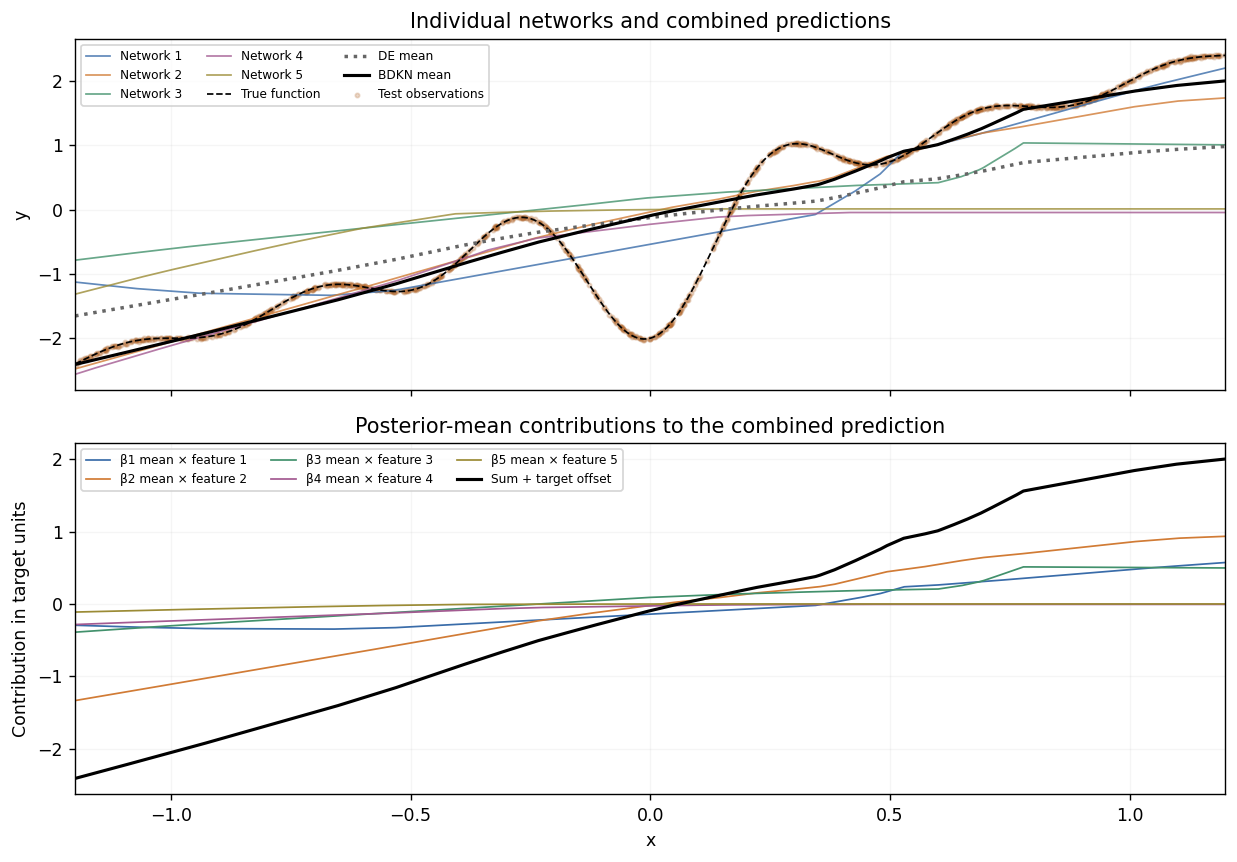 Individual networks and combined predictions
Network 1
Network 2
Network 3
Network 4
Network 5
True function
DE mean
BDKN mean
Test observations
y
2
1
0
−1
−2
Posterior-mean contributions to the combined prediction
β1 mean × feature 1
β2 mean × feature 2
β3 mean × feature 3
β4 mean × feature 4
β5 mean × feature 5
Sum + target offset
Contribution in target units
2
1
0
−1
−2
−1.0
−0.5
0.0
0.5
1.0
x